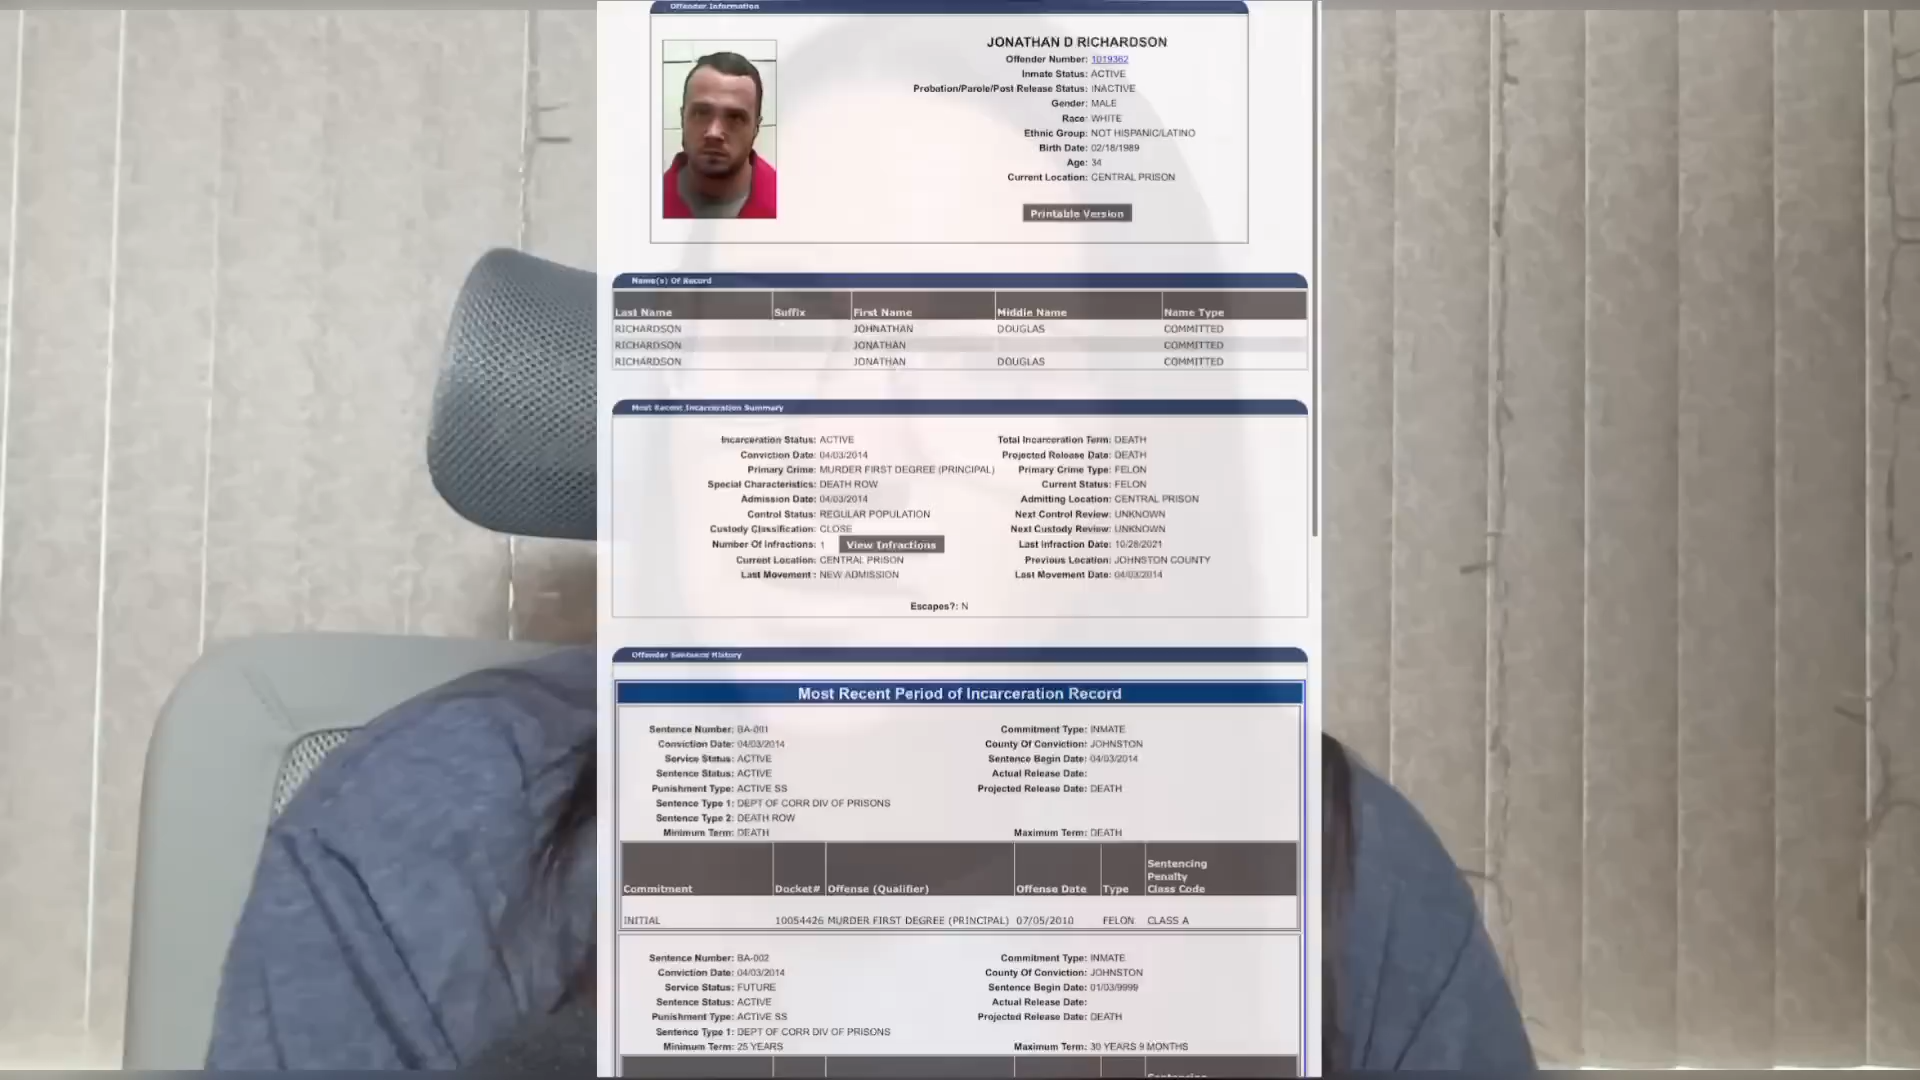 Offender Information
JONATHAN D RICHARDSON
Offender Number: 1019362
Inmate Status: ACTIVE
Probation/Parole/Post Release Status: INACTIVE
Gender: MALE
Race: WHITE
Ethnic Group: NOT HISPANIC/LATINO
Birth Date: 02/18/1989
Age: 34
Current Location: CENTRAL PRISON
Printable Version
Name(s) Of Record
Last Name Suffix First Name Middle Name Name Type
RICHARDSON JOHNATHAN DOUGLAS COMMITTED
RICHARDSON JONATHAN COMMITTED
RICHARDSON JONATHAN DOUGLAS COMMITTED
Most Recent Incarceration Summary
Incarceration Status: ACTIVE Total Incarceration Term: DEATH
Conviction Date: 04/03/2014 Projected Release Date: DEATH
Primary Crime: MURDER FIRST DEGREE (PRINCIPAL) Primary Crime Type: FELON
Special Characteristics: DEATH ROW Current Status: FELON
Admission Date: 04/03/2014 Admitting Location: CENTRAL PRISON
Control Status: REGULAR POPULATION Next Control Review: UNKNOWN
Custody Classification: CLOSE Next Custody Review: UNKNOWN
Number Of Infractions: 1 View Infractions Last Infraction Date: 10/28/2021
Current Location: CENTRAL PRISON Previous Location: JOHNSTON COUNTY
Last Movement : NEW ADMISSION Last Movement Date: 04/03/2014
Escapes?: N
Offender Sentence History
Most Recent Period of Incarceration Record
Sentence Number: BA-001 Commitment Type: INMATE
Conviction Date: 04/03/2014 County Of Conviction: JOHNSTON
Service Status: ACTIVE Sentence Begin Date: 04/03/2014
Sentence Status: ACTIVE Actual Release Date:
Punishment Type: ACTIVE SS Projected Release Date: DEATH
Sentence Type 1: DEPT OF CORR DIV OF PRISONS
Sentence Type 2: DEATH ROW
Minimum Term: DEATH Maximum Term: DEATH
Commitment Docket# Offense (Qualifier) Offense Date Type Sentencing Penalty Class Code
INITIAL 10054426 MURDER FIRST DEGREE (PRINCIPAL) 07/05/2010 FELON CLASS A
Sentence Number: BA-002 Commitment Type: INMATE
Conviction Date: 04/03/2014 County Of Conviction: JOHNSTON
Service Status: FUTURE Sentence Begin Date: 01/03/9999
Sentence Status: ACTIVE Actual Release Date:
Punishment Type: ACTIVE SS Projected Release Date: DEATH
Sentence Type 1: DEPT OF CORR DIV OF PRISONS
Minimum Term: 25 YEARS Maximum Term: 30 YEARS 9 MONTHS